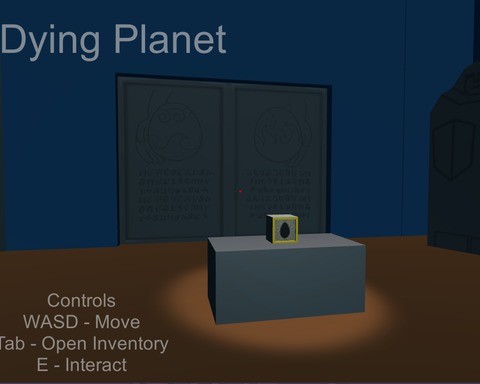 Dying Planet
Controls
WASD - Move
Tab - Open Inventory
E - Interact